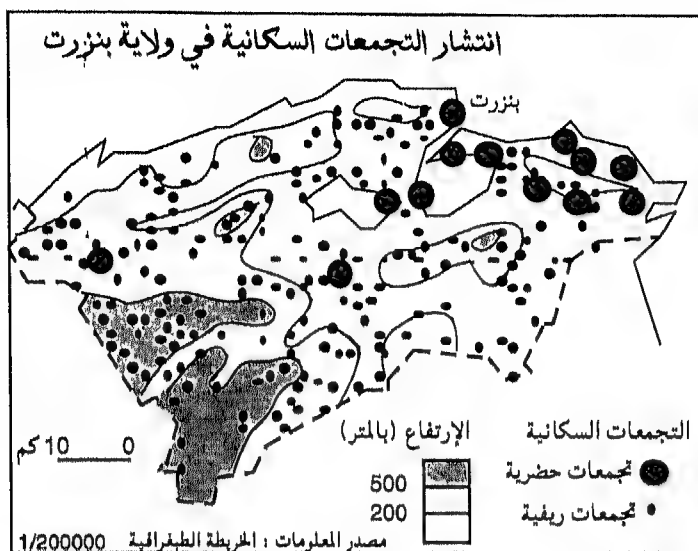 انتشار التجمعات السكانية في ولاية بنزرت
بنزرت
التجمعات السكانية
تجمعات حضرية
تجمعات ريفية
الإرتفاع (بالمتر)
500
200
0 10 كم
مصدر المعلومات : الخريطة الطبغرافية 1/200000